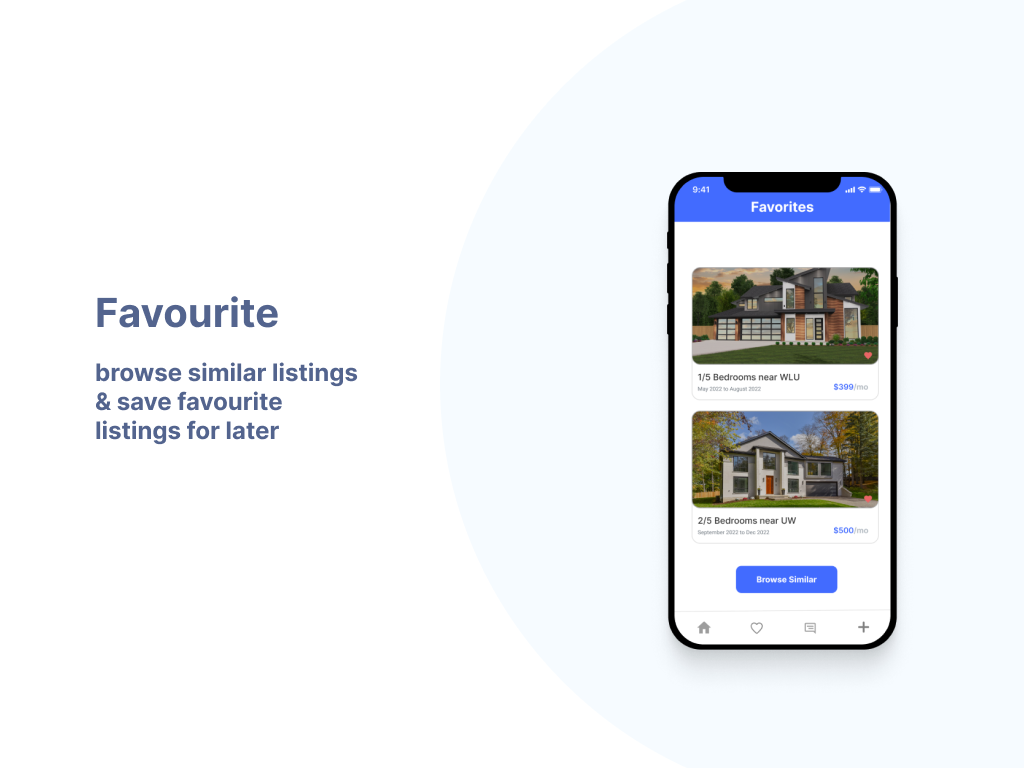 Favourite
browse similar listings
& save favourite
listings for later
9:41
Favorites
1/5 Bedrooms near WLU
May 2022 to August 2022
$399/mo
2/5 Bedrooms near UW
September 2022 to Dec 2022
$500/mo
Browse Similar